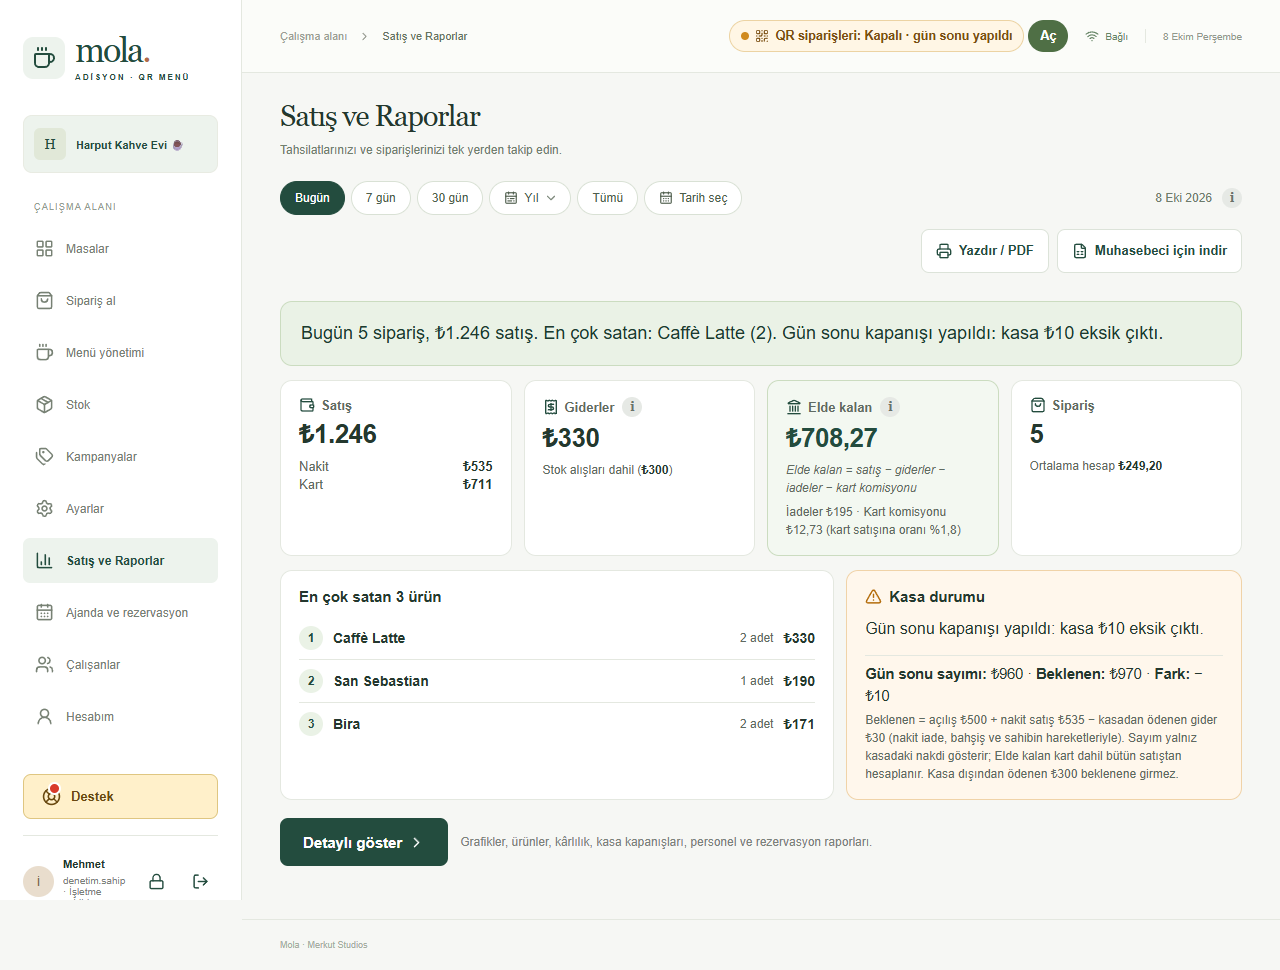 mola.
ADİSYON · QR MENÜ
H
Harput Kahve Evi
ÇALIŞMA ALANI
Masalar
Sipariş al
Menü yönetimi
Stok
Kampanyalar
Ayarlar
Satış ve Raporlar
Ajanda ve rezervasyon
Çalışanlar
Hesabım
Destek
i
Mehmet
denetim.sahip
· İşletme
Çalışma alanı > Satış ve Raporlar
QR siparişleri: Kapalı · gün sonu yapıldı
Aç
Bağlı
8 Ekim Perşembe
Satış ve Raporlar
Tahsilatlarınızı ve siparişlerinizi tek yerden takip edin.
Bugün
7 gün
30 gün
Yıl
Tümü
Tarih seç
8 Eki 2026 i
Yazdır / PDF
Muhasebeci için indir
Bugün 5 sipariş, ₺1.246 satış. En çok satan: Caffè Latte (2). Gün sonu kapanışı yapıldı: kasa ₺10 eksik çıktı.
Satış
₺1.246
Nakit ₺535
Kart ₺711
Giderler i
₺330
Stok alışları dahil (₺300)
Elde kalan i
₺708,27
Elde kalan = satış − giderler −
iadeler − kart komisyonu
İadeler ₺195 · Kart komisyonu
₺12,73 (kart satışına oranı %1,8)
Sipariş
5
Ortalama hesap ₺249,20
En çok satan 3 ürün
1 Caffè Latte 2 adet ₺330
2 San Sebastian 1 adet ₺190
3 Bira 2 adet ₺171
Kasa durumu
Gün sonu kapanışı yapıldı: kasa ₺10 eksik çıktı.
Gün sonu sayımı: ₺960 · Beklenen: ₺970 · Fark: −
₺10
Beklenen = açılış ₺500 + nakit satış ₺535 − kasadan ödenen gider
₺30 (nakit iade, bahşiş ve sahibin hareketleriyle). Sayım yalnız
kasadaki nakdi gösterir; Elde kalan kart dahil bütün satıştan
hesaplanır. Kasa dışından ödenen ₺300 beklenene girmez.
Detaylı göster >
Grafikler, ürünler, kârlılık, kasa kapanışları, personel ve rezervasyon raporları.
Mola · Merkut Studios